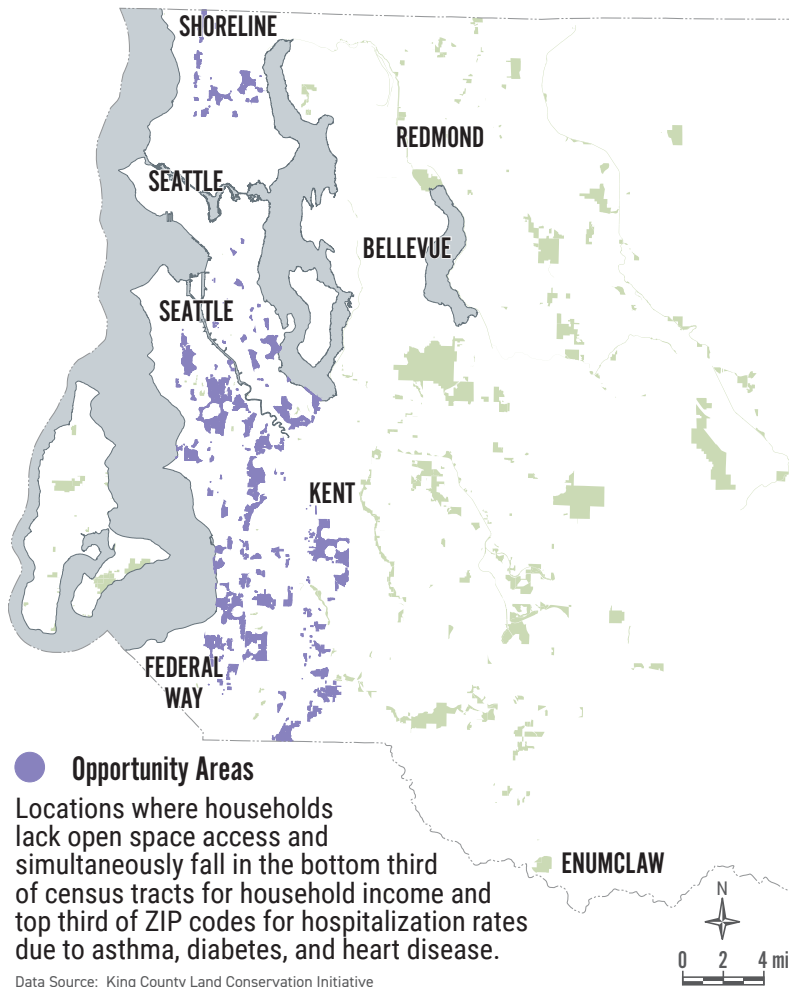 SHORELINE
REDMOND
SEATTLE
BELLEVUE
SEATTLE
KENT
FEDERAL
WAY
Opportunity Areas
Locations where households
lack open space access and
simultaneously fall in the bottom third
of census tracts for household income and
top third of ZIP codes for hospitalization rates
due to asthma, diabetes, and heart disease.
Data Source: King County Land Conservation Initiative
ENUMCLAW
N
0 2 4 mi